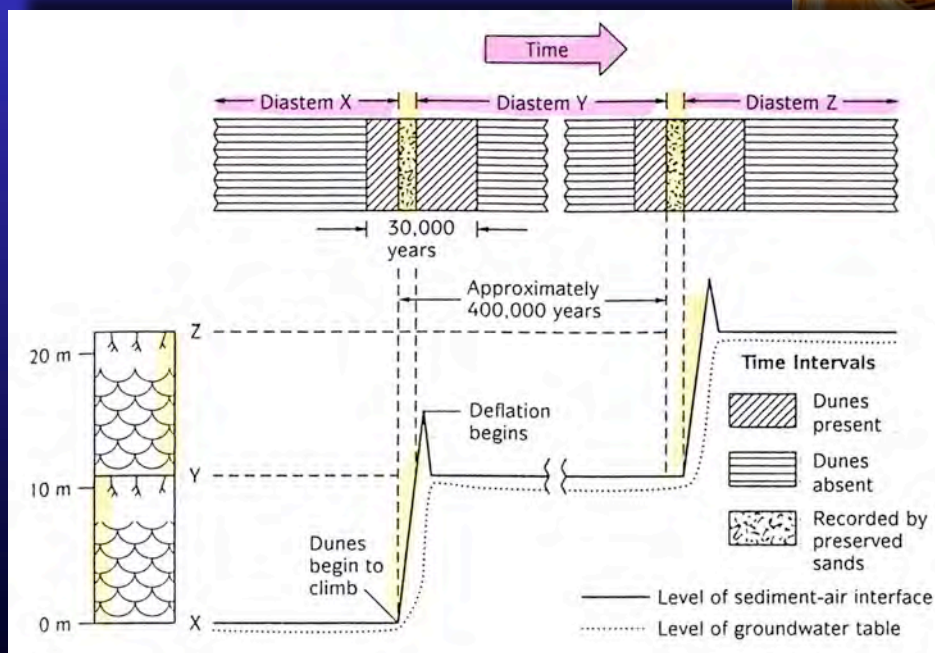 Time
Diastem X
Diastem Y
Diastem Z
30,000
years
Approximately
400,000 years
20 m
Z
Time Intervals
Dunes
present
Deflation
begins
Dunes
absent
10 m
Y
Recorded by
preserved
sands
Dunes
begin to
climb
0 m
X
Level of sediment-air interface
Level of groundwater table